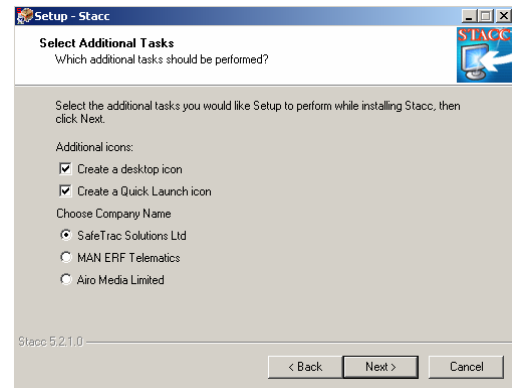 Setup - Stacc
Select Additional Tasks
Which additional tasks should be performed?
STACC
Select the additional tasks you would like Setup to perform while installing Stacc, then
click Next.
Additional icons:
Create a desktop icon
Create a Quick Launch icon
Choose Company Name
SafeTrac Solutions Ltd
MAN ERF Telematics
Airo Media Limited
Stacc 5.2.1.0
< Back
Next >
Cancel